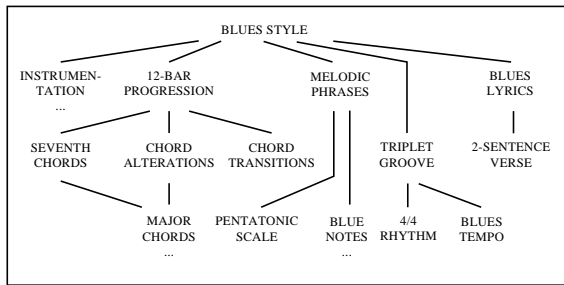 BLUES STYLE
INSTRUMEN-
TATION
...
12-BAR
PROGRESSION
MELODIC
PHRASES
BLUES
LYRICS
SEVENTH
CHORDS
CHORD
ALTERATIONS
CHORD
TRANSITIONS
TRIPLET
GROOVE
2-SENTENCE
VERSE
MAJOR
CHORDS
...
PENTATONIC
SCALE
BLUE
NOTES
...
4/4
RHYTHM
BLUES
TEMPO